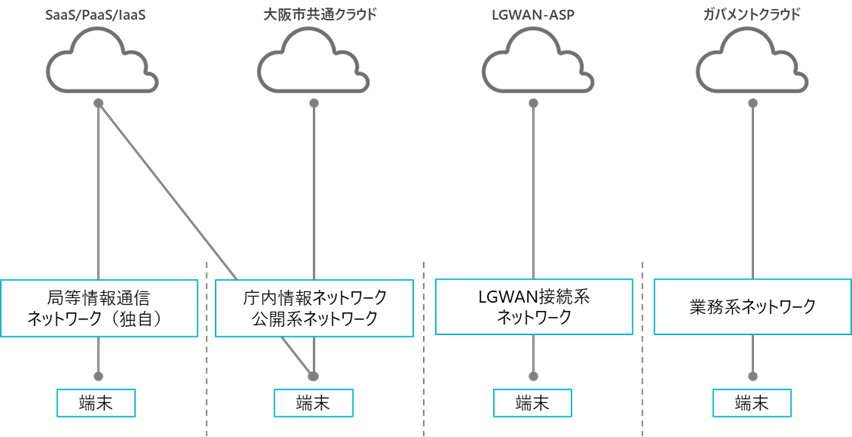 SaaS/PaaS/IaaS
大阪市共通クラウド
LGWAN-ASP
ガバメントクラウド
局等情報通信
ネットワーク（独自）
庁内情報ネットワーク
公開系ネットワーク
LGWAN接続系
ネットワーク
業務系ネットワーク
端末
端末
端末
端末